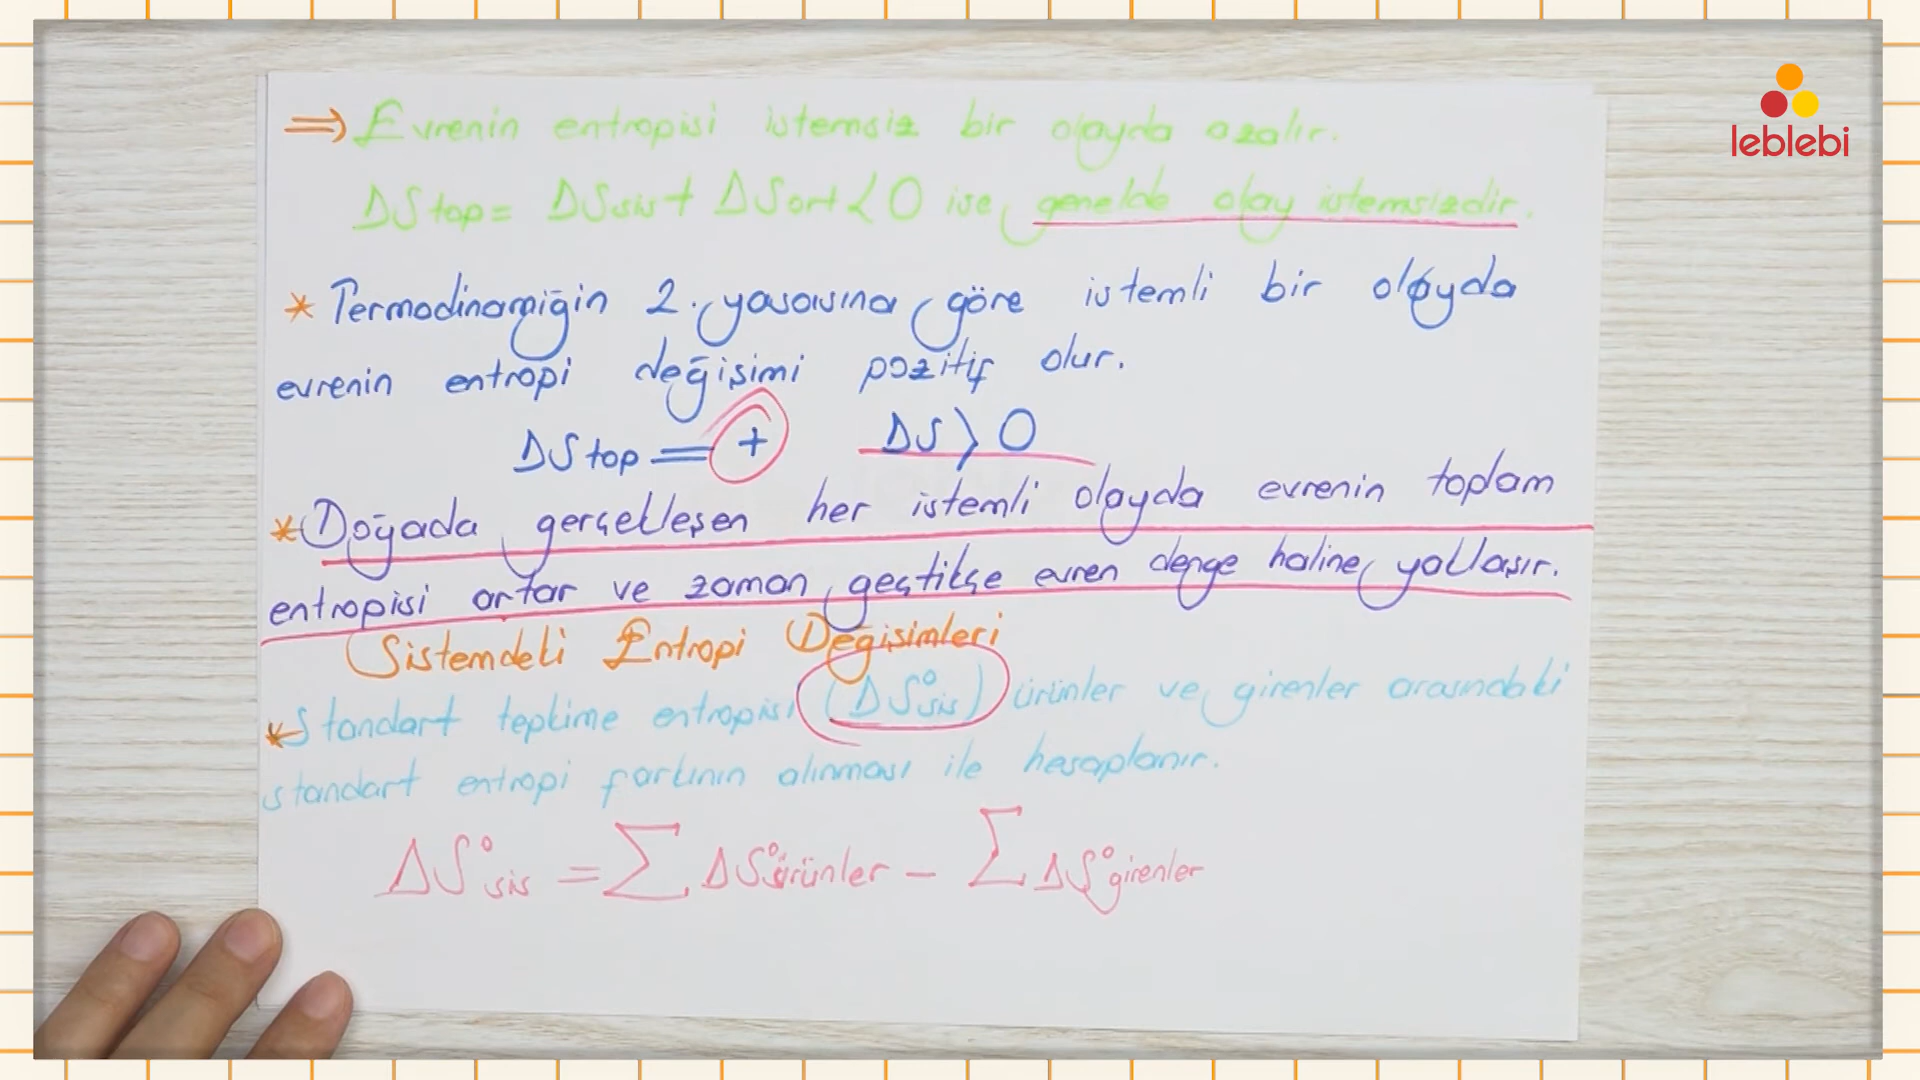 leblebi
⇒ Evrenin entropisi istemsiz bir olayda azalır.
ΔStop = ΔSsis + ΔSort < 0 ise, genelde olay istemsizdir.
* Termodinamiğin 2. yasasına göre istemli bir olayda
evrenin entropi değişimi pozitif olur.
ΔStop = + ΔS > 0
* Doğada gerçekleşen her istemli olayda evrenin toplam
entropisi artar ve zaman geçtikçe evren denge haline yaklaşır.
Sistemdeki Entropi Değişimleri
* Standart tepkime entropisi (ΔS°sis) ürünler ve girenler arasındaki
standart entropi farkının alınması ile hesaplanır.
ΔS°sis = Σ ΔS°ürünler - Σ ΔS°girenler